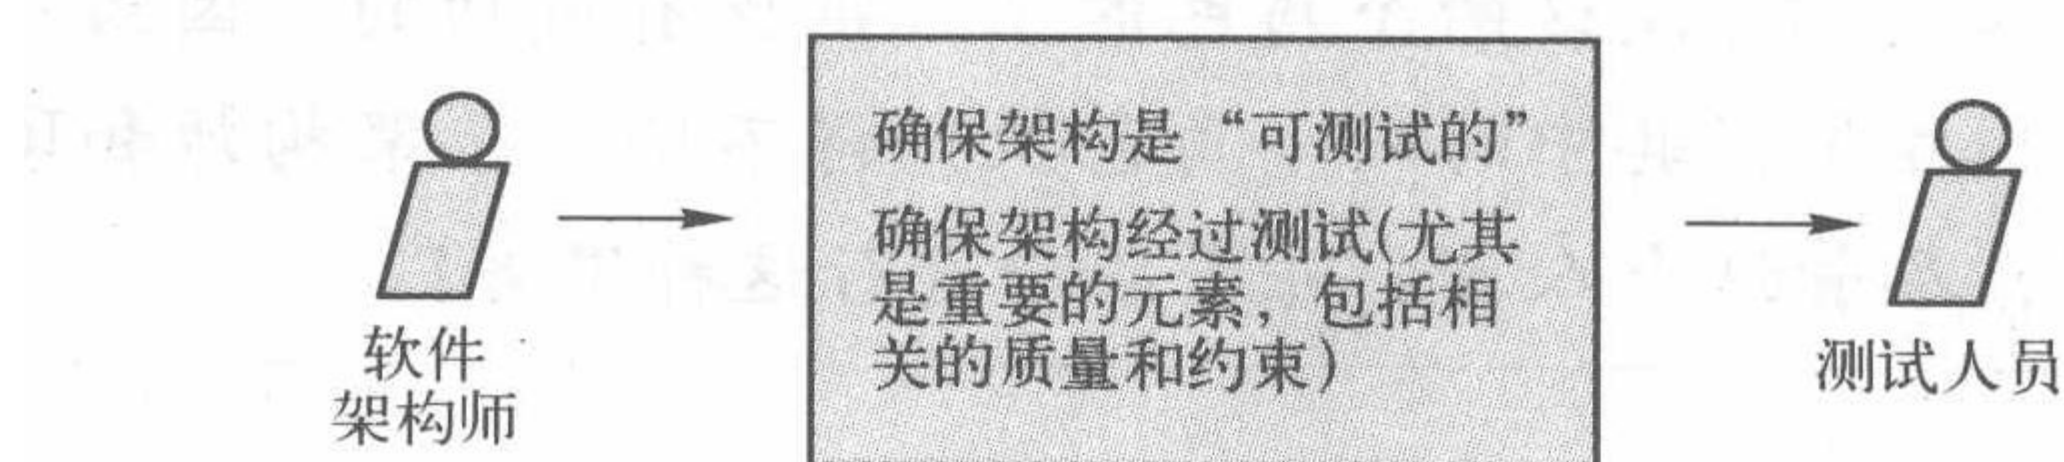 确保架构是“可测试的”
确保架构经过测试(尤其
是重要的元素，包括相
关的质量和约束)
软件
架构师
测试人员